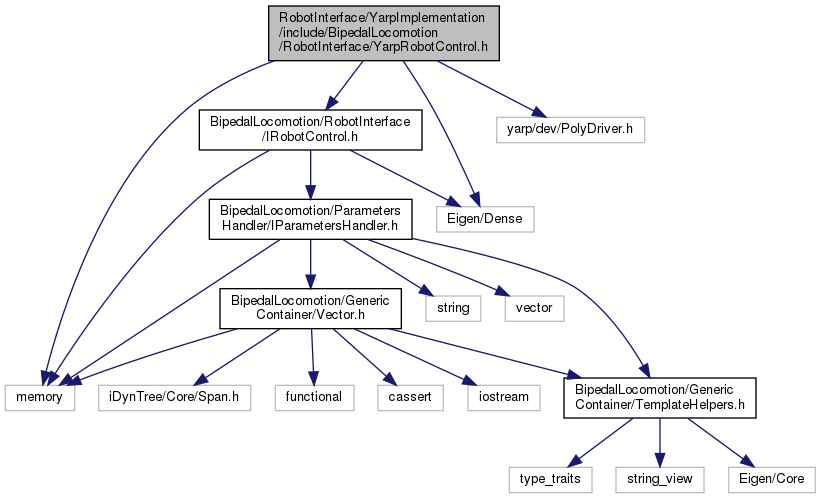 RobotInterface/YarpImplementation
/include/BipedalLocomotion
/RobotInterface/YarpRobotControl.h
BipedalLocomotion/RobotInterface
/IRobotControl.h
yarp/dev/PolyDriver.h
BipedalLocomotion/Parameters
Handler/IParametersHandler.h
Eigen/Dense
BipedalLocomotion/Generic
Container/Vector.h
string
vector
memory
iDynTree/Core/Span.h
functional
cassert
iostream
BipedalLocomotion/Generic
Container/TemplateHelpers.h
type_traits
string_view
Eigen/Core